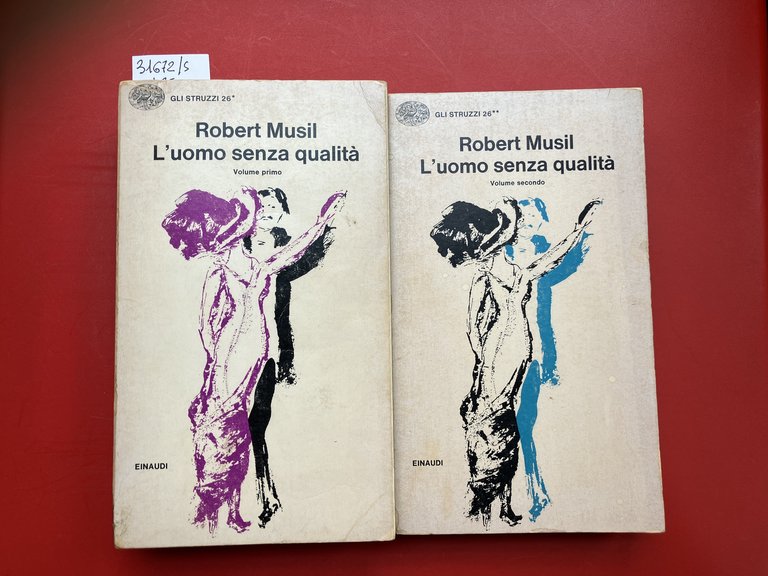 31672/s
GLI STRUZZI 26*
Robert Musil
L'uomo senza qualità
Volume primo
EINAUDI
GLI STRUZZI 26**
Robert Musil
L'uomo senza qualità
Volume secondo
EINAUDI